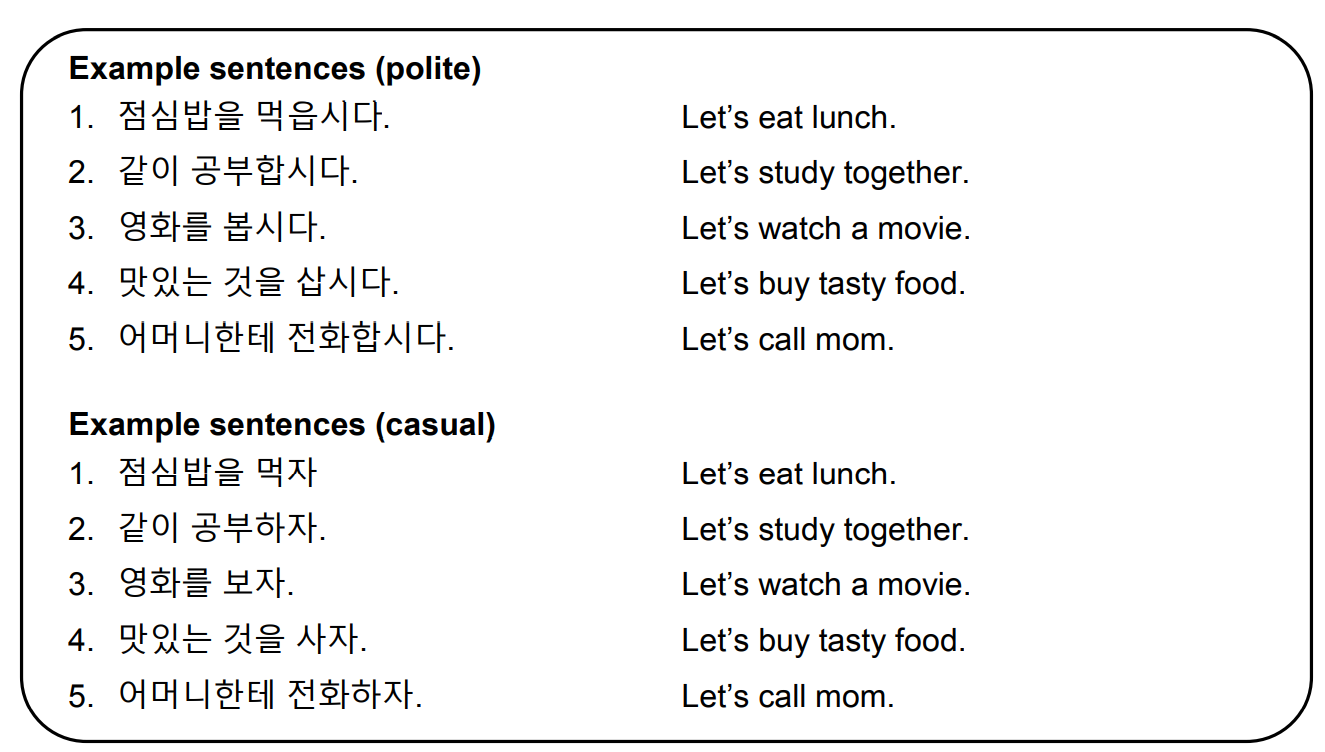 Example sentences (polite)
1. 점심밥을 먹읍시다. Let’s eat lunch.
2. 같이 공부합시다. Let’s study together.
3. 영화를 봅시다. Let’s watch a movie.
4. 맛있는 것을 삽시다. Let’s buy tasty food.
5. 어머니한테 전화합시다. Let’s call mom.
Example sentences (casual)
1. 점심밥을 먹자 Let’s eat lunch.
2. 같이 공부하자. Let’s study together.
3. 영화를 보자. Let’s watch a movie.
4. 맛있는 것을 사자. Let’s buy tasty food.
5. 어머니한테 전화하자. Let’s call mom.